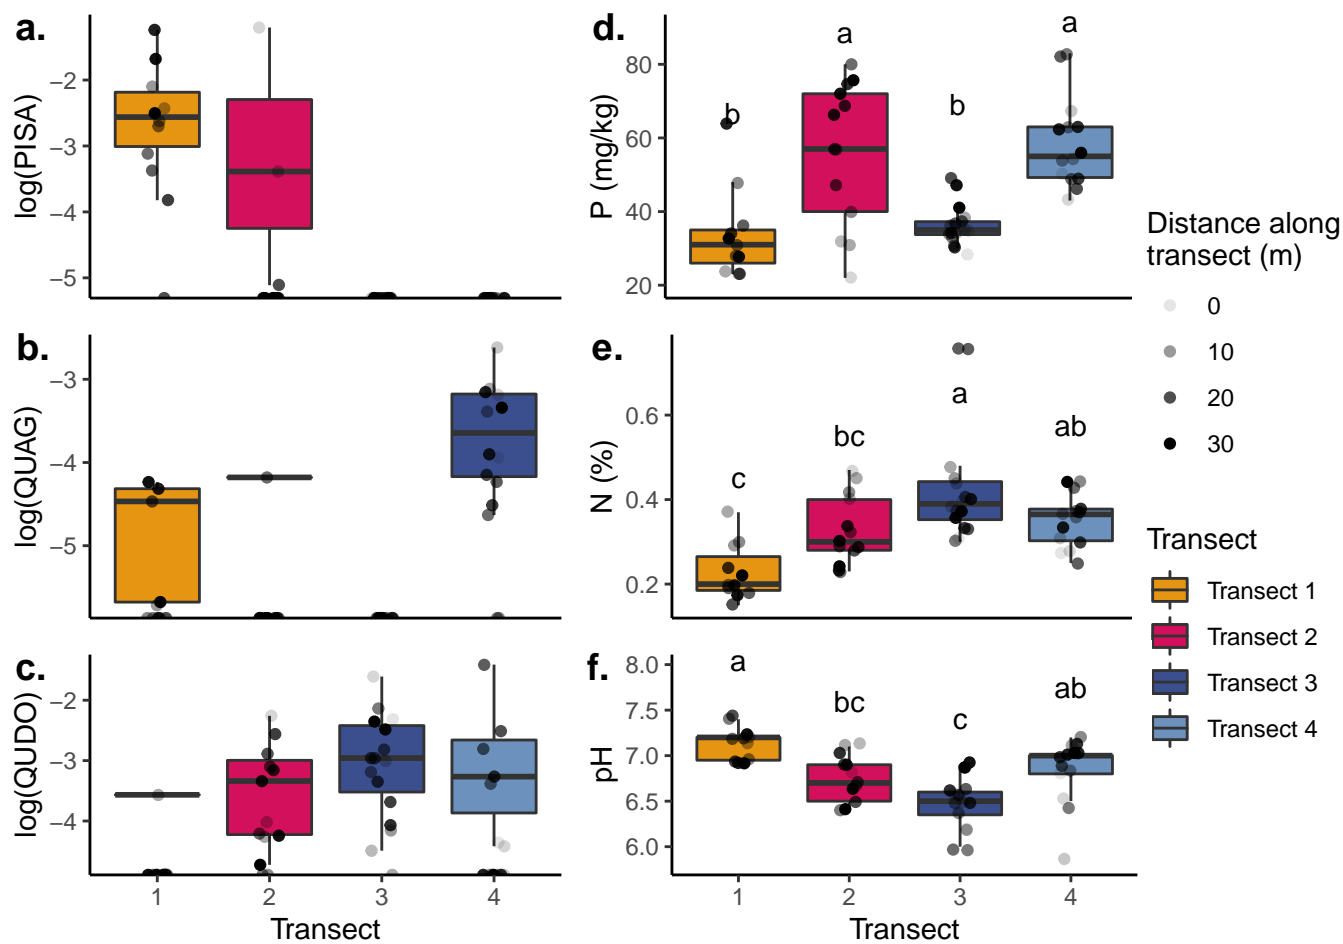 a.
log(PISA)
−2
−3
−4
−5
b.
log(QUAG)
−3
−4
−5
c.
log(QUDO)
−2
−3
−4
1 2 3 4
Transect
d.
P (mg/kg)
80
60
40
20
b a b a
e.
N (%)
0.6
0.4
0.2
c bc a ab
f.
pH
8.0
7.5
7.0
6.5
6.0
a bc c ab
1 2 3 4
Transect
Distance along
transect (m)
0
10
20
30
Transect
Transect 1
Transect 2
Transect 3
Transect 4